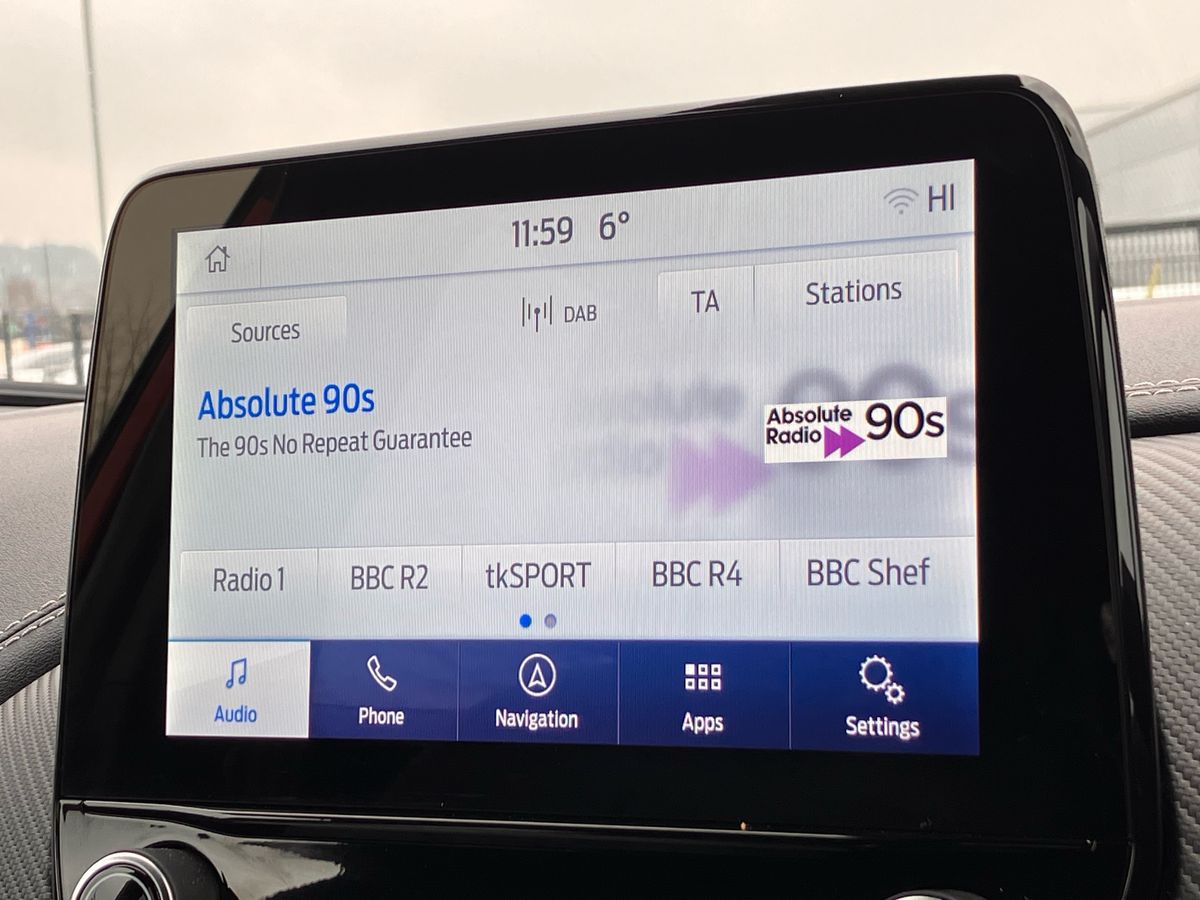 11:59 6°
HI
Sources
DAB
TA
Stations
Absolute 90s
The 90s No Repeat Guarantee
Absolute
Radio
90s
Radio 1
BBC R2
tkSPORT
BBC R4
BBC Shef
Audio
Phone
Navigation
Apps
Settings